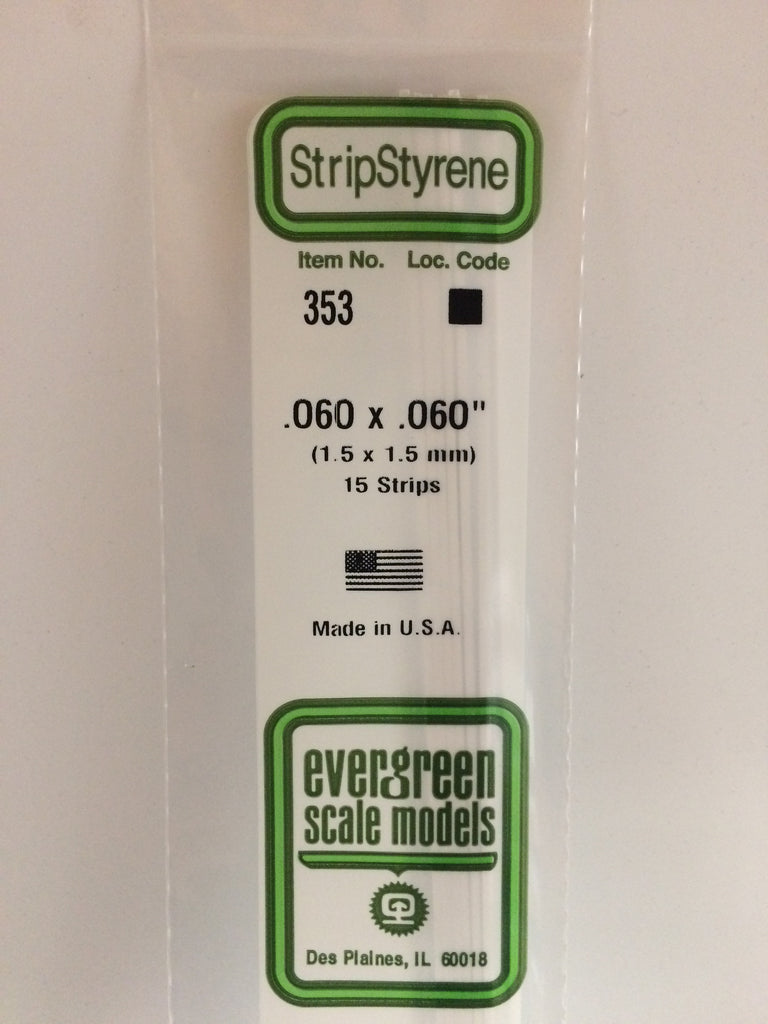 StripStyrene
Item No. Loc. Code
353
.060 x .060"
(1.5 x 1.5 mm)
15 Strips
Made in U.S.A.
evergreen
scale models
Des Plaines, IL 60018